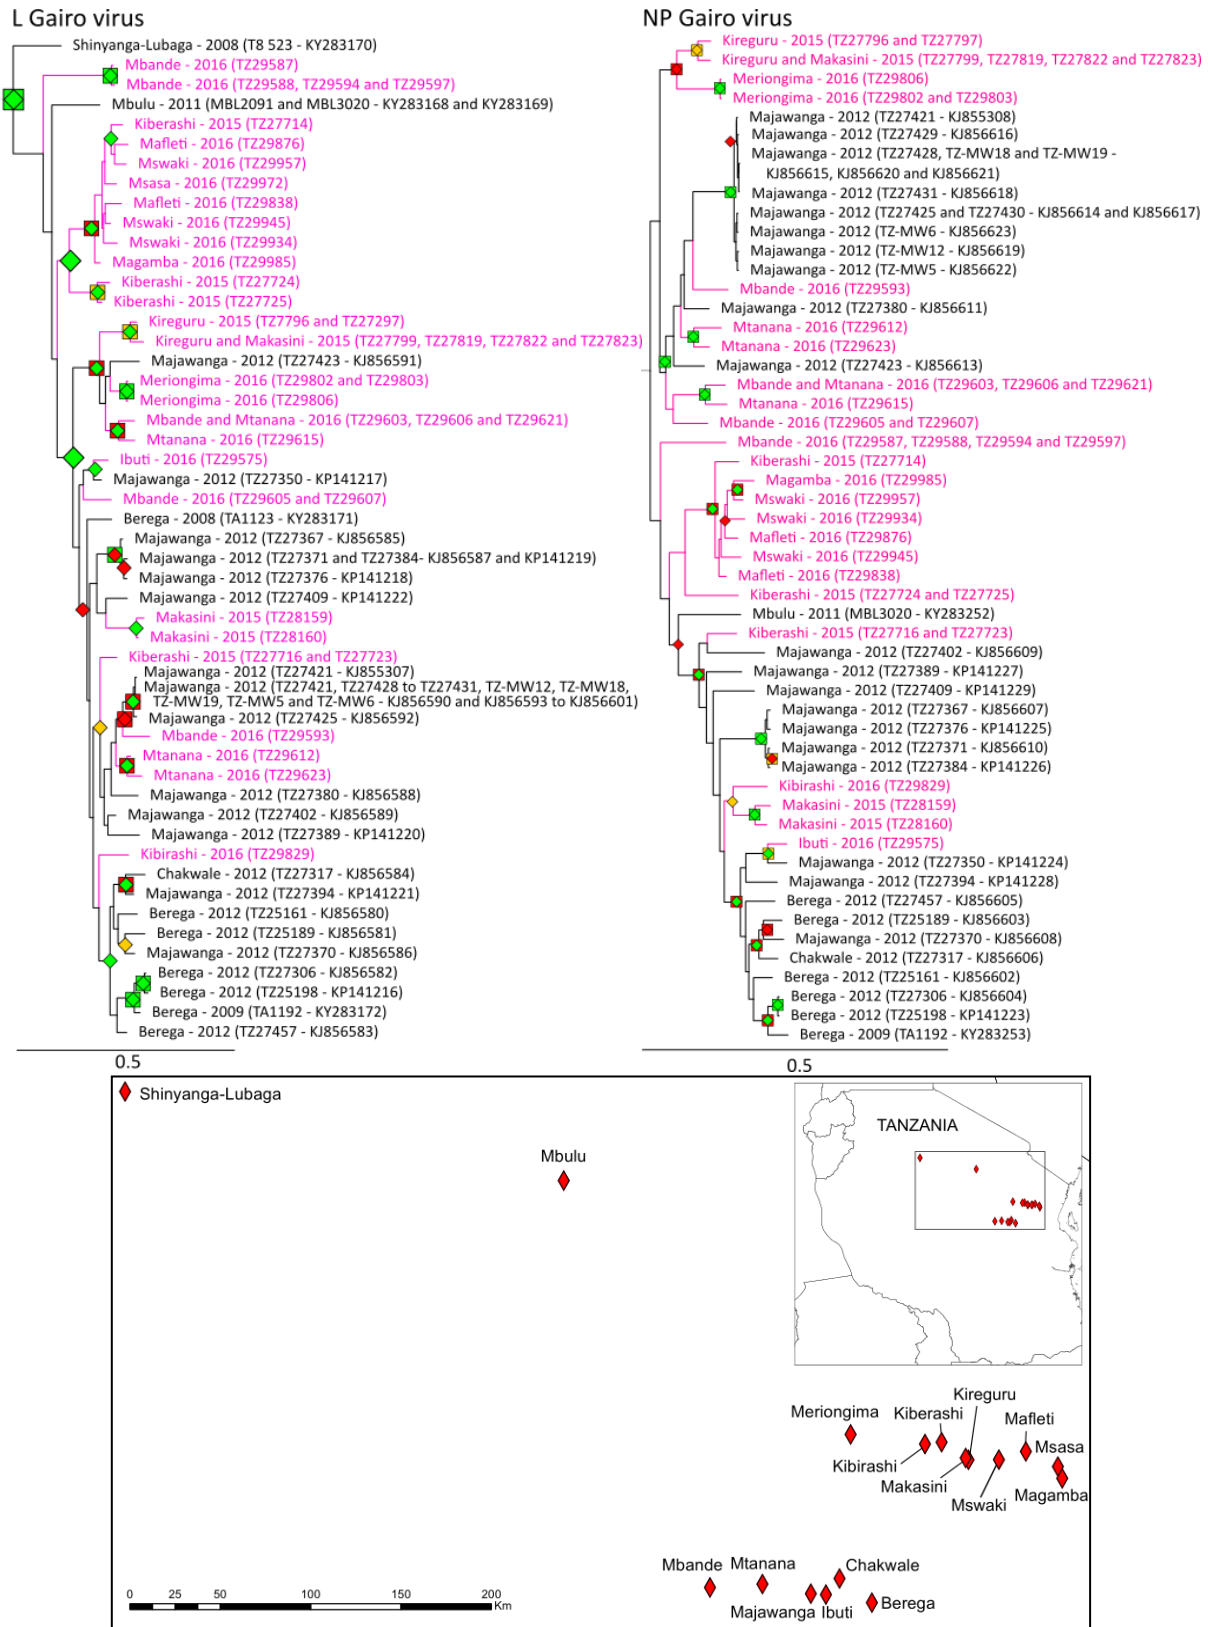 L Gairo virus
Shinyanga-Lubaga - 2008 (T8 523 - KY283170)
Mbande - 2016 (TZ29587)
Mbande - 2016 (TZ29588, TZ29594 and TZ29597)
Mbulu - 2011 (MBL2091 and MBL3020 - KY283168 and KY283169)
Kiberashi - 2015 (TZ27714)
Mafleti - 2016 (TZ29876)
Mswaki - 2016 (TZ29957)
Msasa - 2016 (TZ29972)
Mafleti - 2016 (TZ29838)
Mswaki - 2016 (TZ29945)
Mswaki - 2016 (TZ29934)
Magamba - 2016 (TZ29985)
Kiberashi - 2015 (TZ27724)
Kiberashi - 2015 (TZ27725)
Kireguru - 2015 (TZ7796 and TZ27297)
Kireguru and Makasini - 2015 (TZ27799, TZ27819, TZ27822 and TZ27823)
Majawanga - 2012 (TZ27423 - KJ856591)
Meriongima - 2016 (TZ29802 and TZ29803)
Meriongima - 2016 (TZ29806)
Mbande and Mtanana - 2016 (TZ29603, TZ29606 and TZ29621)
Mtanana - 2016 (TZ29615)
Ibuti - 2016 (TZ29575)
Majawanga - 2012 (TZ27350 - KP141217)
Mbande - 2016 (TZ29605 and TZ29607)
Berega - 2008 (TA1123 - KY283171)
Majawanga - 2012 (TZ27367 - KJ856585)
Majawanga - 2012 (TZ27371 and TZ27384- KJ856587 and KP141219)
Majawanga - 2012 (TZ27376 - KP141218)
Majawanga - 2012 (TZ27409 - KP141222)
Makasini - 2015 (TZ28159)
Makasini - 2015 (TZ28160)
Kiberashi - 2015 (TZ27716 and TZ27723)
Majawanga - 2012 (TZ27421 - KJ855307)
Majawanga - 2012 (TZ27421, TZ27428 to TZ27431, TZ-MW12, TZ-MW18,
TZ-MW19, TZ-MW5 and TZ-MW6 - KJ856590 and KJ856593 to KJ856601)
Majawanga - 2012 (TZ27425 - KJ856592)
Mbande - 2016 (TZ29593)
Mtanana - 2016 (TZ29612)
Mtanana - 2016 (TZ29623)
Majawanga - 2012 (TZ27380 - KJ856588)
Majawanga - 2012 (TZ27402 - KJ856589)
Majawanga - 2012 (TZ27389 - KP141220)
Kibirashi - 2016 (TZ29829)
Chakwale - 2012 (TZ27317 - KJ856584)
Majawanga - 2012 (TZ27394 - KP141221)
Berega - 2012 (TZ25161 - KJ856580)
Berega - 2012 (TZ25189 - KJ856581)
Majawanga - 2012 (TZ27370 - KJ856586)
Berega - 2012 (TZ27306 - KJ856582)
Berega - 2012 (TZ25198 - KP141216)
Berega - 2009 (TA1192 - KY283172)
Berega - 2012 (TZ27457 - KJ856583)
0.5
NP Gairo virus
Kireguru - 2015 (TZ27796 and TZ27797)
Kireguru and Makasini - 2015 (TZ27799, TZ27819, TZ27822 and TZ27823)
Meriongima - 2016 (TZ29806)
Meriongima - 2016 (TZ29802 and TZ29803)
Majawanga - 2012 (TZ27421 - KJ855308)
Majawanga - 2012 (TZ27429 - KJ856616)
Majawanga - 2012 (TZ27428, TZ-MW18 and TZ-MW19 -
KJ856615, KJ856620 and KJ856621)
Majawanga - 2012 (TZ27431 - KJ856618)
Majawanga - 2012 (TZ27425 and TZ27430 - KJ856614 and KJ856617)
Majawanga - 2012 (TZ-MW6 - KJ856623)
Majawanga - 2012 (TZ-MW12 - KJ856619)
Majawanga - 2012 (TZ-MW5 - KJ856622)
Mbande - 2016 (TZ29593)
Majawanga - 2012 (TZ27380 - KJ856611)
Mtanana - 2016 (TZ29612)
Mtanana - 2016 (TZ29623)
Majawanga - 2012 (TZ27423 - KJ856613)
Mbande and Mtanana - 2016 (TZ29603, TZ29606 and TZ29621)
Mtanana - 2016 (TZ29615)
Mbande - 2016 (TZ29605 and TZ29607)
Mbande - 2016 (TZ29587, TZ29588, TZ29594 and TZ29597)
Kiberashi - 2015 (TZ27714)
Magamba - 2016 (TZ29985)
Mswaki - 2016 (TZ29957)
Mswaki - 2016 (TZ29934)
Mafleti - 2016 (TZ29876)
Mswaki - 2016 (TZ29945)
Mafleti - 2016 (TZ29838)
Kiberashi - 2015 (TZ27724 and TZ27725)
Mbulu - 2011 (MBL3020 - KY283252)
Kiberashi - 2015 (TZ27716 and TZ27723)
Majawanga - 2012 (TZ27402 - KJ856609)
Majawanga - 2012 (TZ27389 - KP141227)
Majawanga - 2012 (TZ27409 - KP141229)
Majawanga - 2012 (TZ27367 - KJ856607)
Majawanga - 2012 (TZ27376 - KP141225)
Majawanga - 2012 (TZ27371 - KJ856610)
Majawanga - 2012 (TZ27384 - KP141226)
Kibirashi - 2016 (TZ29829)
Makasini - 2015 (TZ28159)
Makasini - 2015 (TZ28160)
Ibuti - 2016 (TZ29575)
Majawanga - 2012 (TZ27350 - KP141224)
Majawanga - 2012 (TZ27394 - KP141228)
Berega - 2012 (TZ27457 - KJ856605)
Berega - 2012 (TZ25189 - KJ856603)
Majawanga - 2012 (TZ27370 - KJ856608)
Chakwale - 2012 (TZ27317 - KJ856606)
Berega - 2012 (TZ25161 - KJ856602)
Berega - 2012 (TZ27306 - KJ856604)
Berega - 2012 (TZ25198 - KP141223)
Berega - 2009 (TA1192 - KY283253)
0.5
Shinyanga-Lubaga
Mbulu
TANZANIA
Kireguru
Meriongima
Kiberashi
Mafleti
Msasa
Kibirashi
Makasini
Mswaki
Magamba
Mbande
Mtanana
Chakwale
Majawanga
Ibuti
Berega
0 25 50 100 150 200
Km